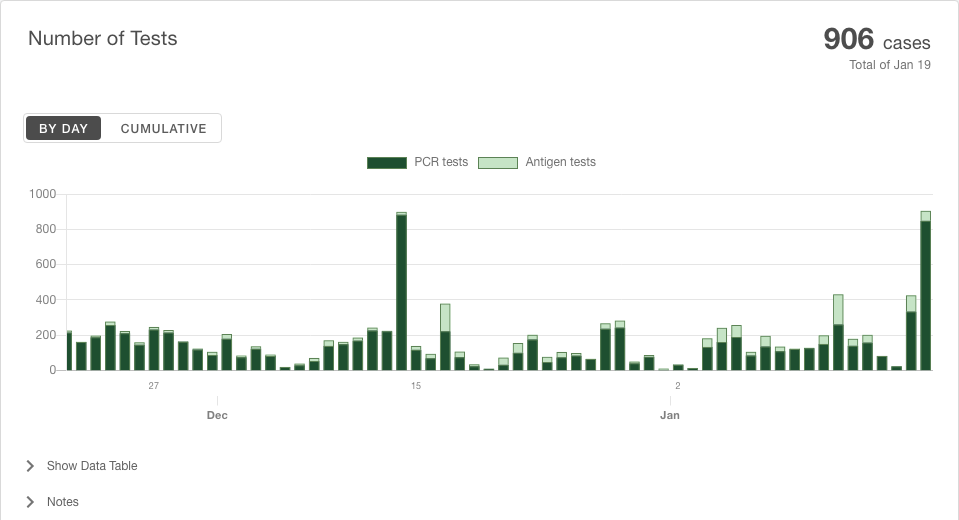 Number of Tests
906 cases
Total of Jan 19
BY DAY
CUMULATIVE
PCR tests
Antigen tests
1000
800
600
400
200
0
27
15
2
Dec
Jan
Show Data Table
Notes